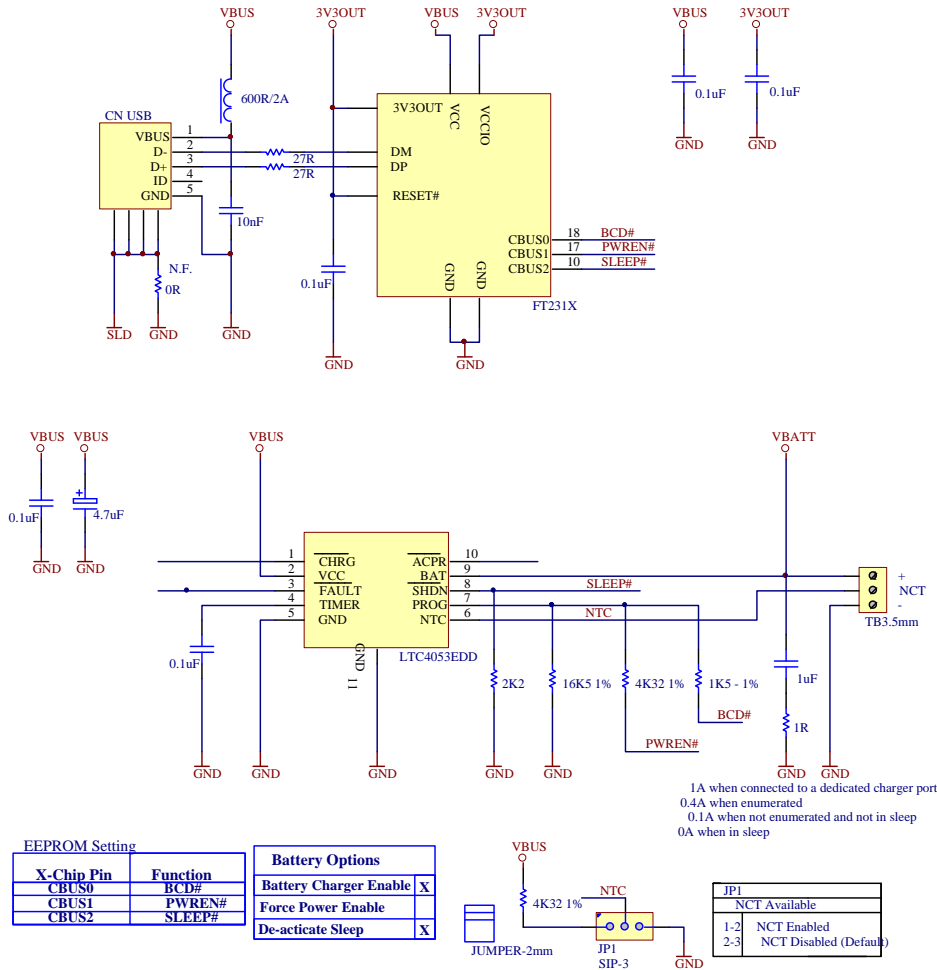 VBUS 3V3OUT VBUS 3V3OUT VBUS 3V3OUT
600R/2A
0.1uF 0.1uF
GND GND
CN USB
VBUS 1
D- 2
D+ 3
ID 4
GND 5
27R
27R
10nF
N.F.
0R
SLD GND GND
0.1uF
GND
3V3OUT
VCC
VCCIO
DM
DP
RESET#
CBUS0 18 BCD#
CBUS1 17 PWREN#
CBUS2 10 SLEEP#
GND
GND
FT231X
GND
VBUS VBUS VBUS VBATT
0.1uF 4.7uF
GND GND
1 CHRG ACPR 10
2 VCC BAT 9
3 FAULT SHDN 8 SLEEP#
4 TIMER PROG 7
5 GND NTC 6 NTC
GND 11
LTC4053EDD
+
NCT
-
TB3.5mm
0.1uF
2K2 16K5 1% 4K32 1% 1K5 - 1% 1uF
BCD#
1R
PWREN#
GND GND GND GND GND GND GND
1A when connected to a dedicated charger port
0.4A when enumerated
0.1A when not enumerated and not in sleep
0A when in sleep
EEPROM Setting
X-Chip Pin Function
CBUS0 BCD#
CBUS1 PWREN#
CBUS2 SLEEP#
Battery Options
Battery Charger Enable X
Force Power Enable
De-acticate Sleep X
VBUS
4K32 1%
NTC
JUMPER-2mm
JP1
SIP-3
GND
JP1
NCT Available
1-2 NCT Enabled
2-3 NCT Disabled (Default)